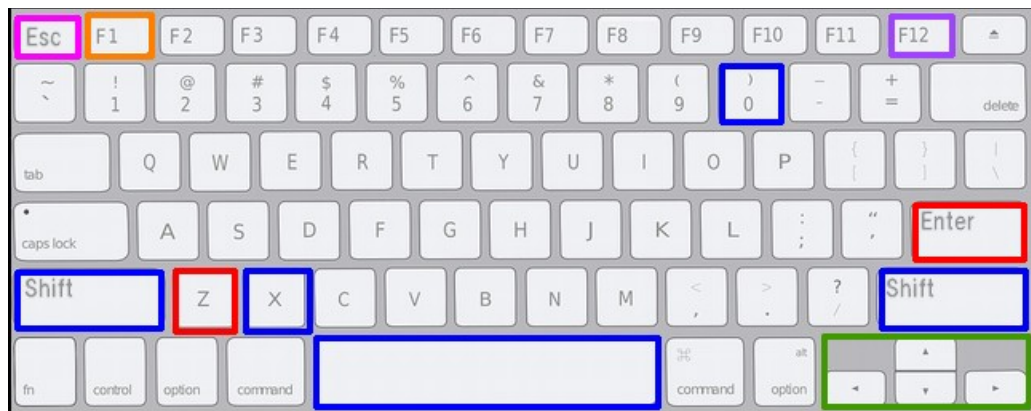 Esc F1 F2 F3 F4 F5 F6 F7 F8 F9 F10 F11 F12
~ ! @ # $ % ^ & * ( ) _ +
` 1 2 3 4 5 6 7 8 9 0 - = delete
Q W E R T Y U I O P { } |
tab [ ] \
A S D F G H J K L : “ Enter
caps lock ; ,
Shift Z X C V B N M < > ? Shift
, . /
⌘ alt
fn control option command command option